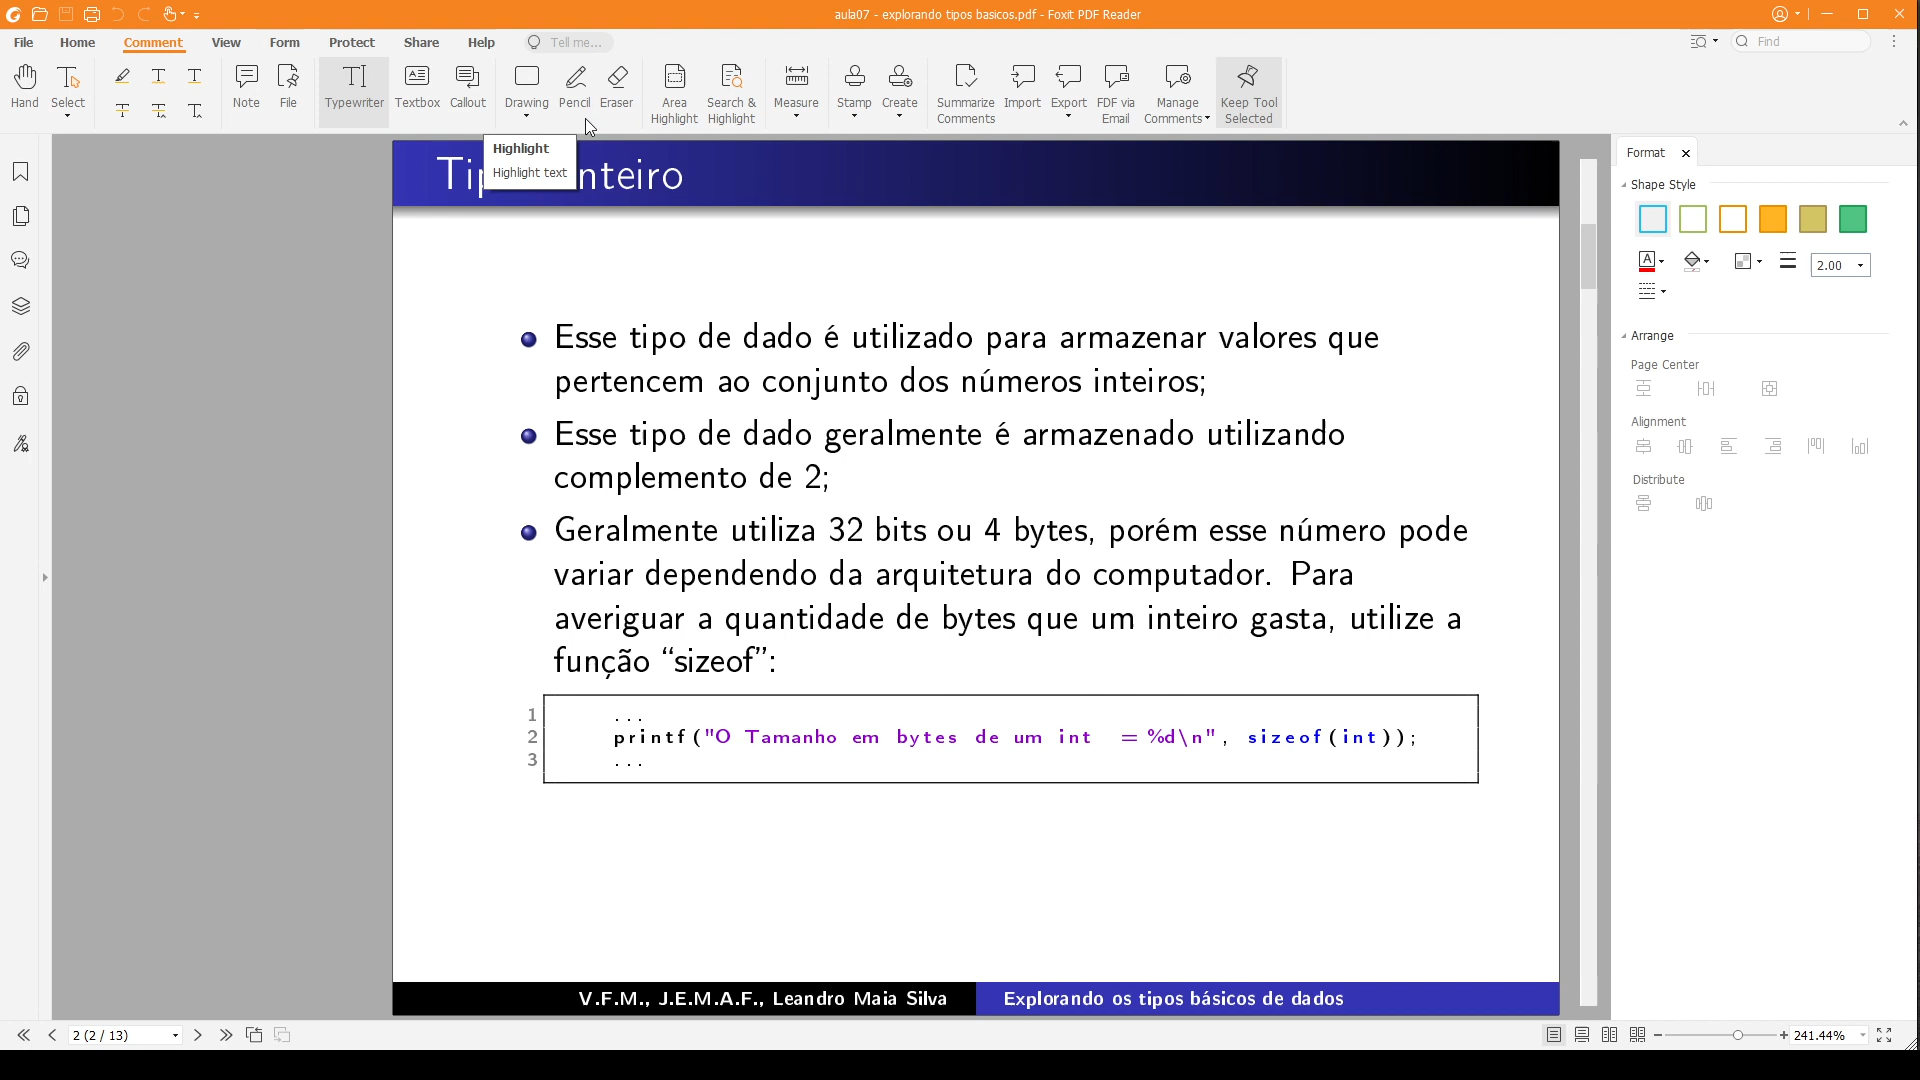 aula07 - explorando tipos basicos.pdf - Foxit PDF Reader
File Home Comment View Form Protect Share Help Tell me... Find
Hand Select Note File Typewriter Textbox Callout Drawing Pencil Eraser Area Highlight Search & Highlight Measure Stamp Create Summarize Comments Import Export FDF via Email Manage Comments Keep Tool Selected
Highlight
Highlight text
nteiro
Esse tipo de dado é utilizado para armazenar valores que
pertencem ao conjunto dos números inteiros;
Esse tipo de dado geralmente é armazenado utilizando
complemento de 2;
Geralmente utiliza 32 bits ou 4 bytes, porém esse número pode
variar dependendo da arquitetura do computador. Para
averiguar a quantidade de bytes que um inteiro gasta, utilize a
função “sizeof”:
1 ...
2 printf("O Tamanho em bytes de um int = %d\n", sizeof(int));
3 ...
V.F.M., J.E.M.A.F., Leandro Maia Silva Explorando os tipos básicos de dados
Format
Shape Style
2.00
Arrange
Page Center
Alignment
Distribute
2 (2 / 13) 241.44%